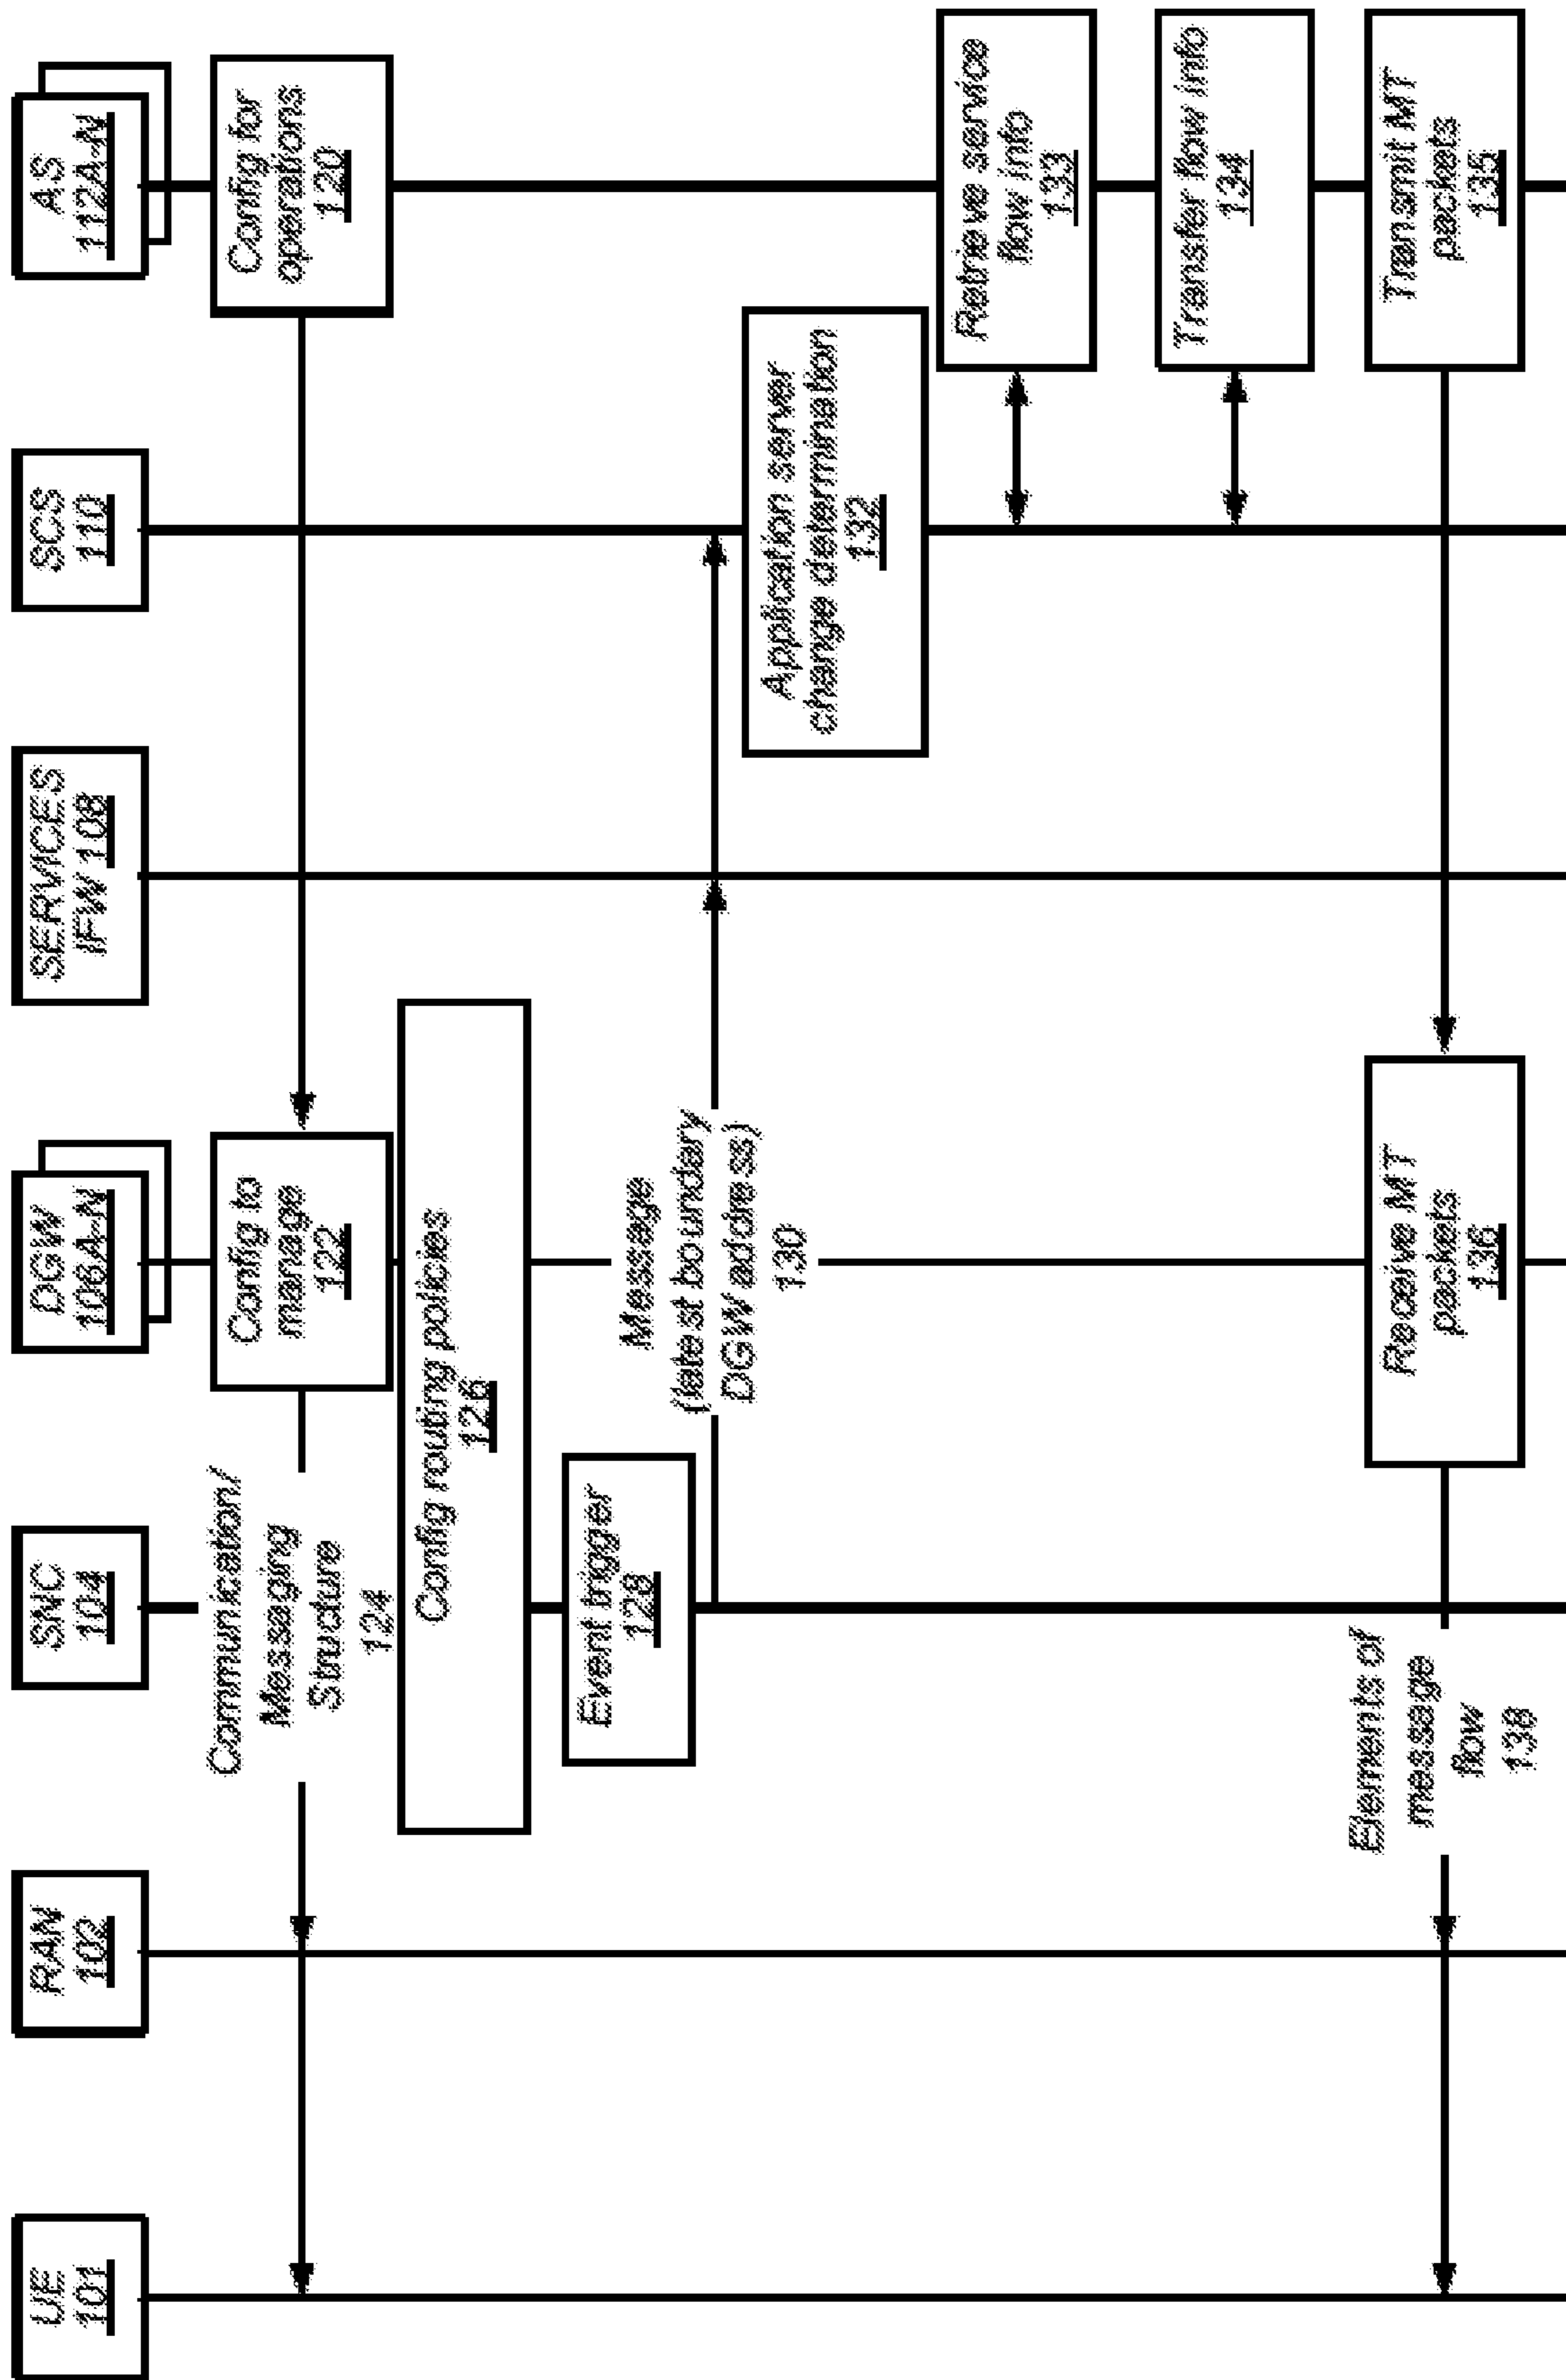 UE
101
RAN
102
SNC
104
DGW
106A-N
SERVICES
IFW 108
SCS
110
AS
112A-N
Communication/
Messaging
Structure
124
Config to
manage
122
Config for
operations
120
Config routing policies
126
Event trigger
128
Message
(latest boundary
DGW address)
130
Application server
change determination
132
Retrieve service
flow info
133
Transfer flow info
134
Elements of
message
flow
138
Receive MT
packets
136
Transmit MT
packets
135